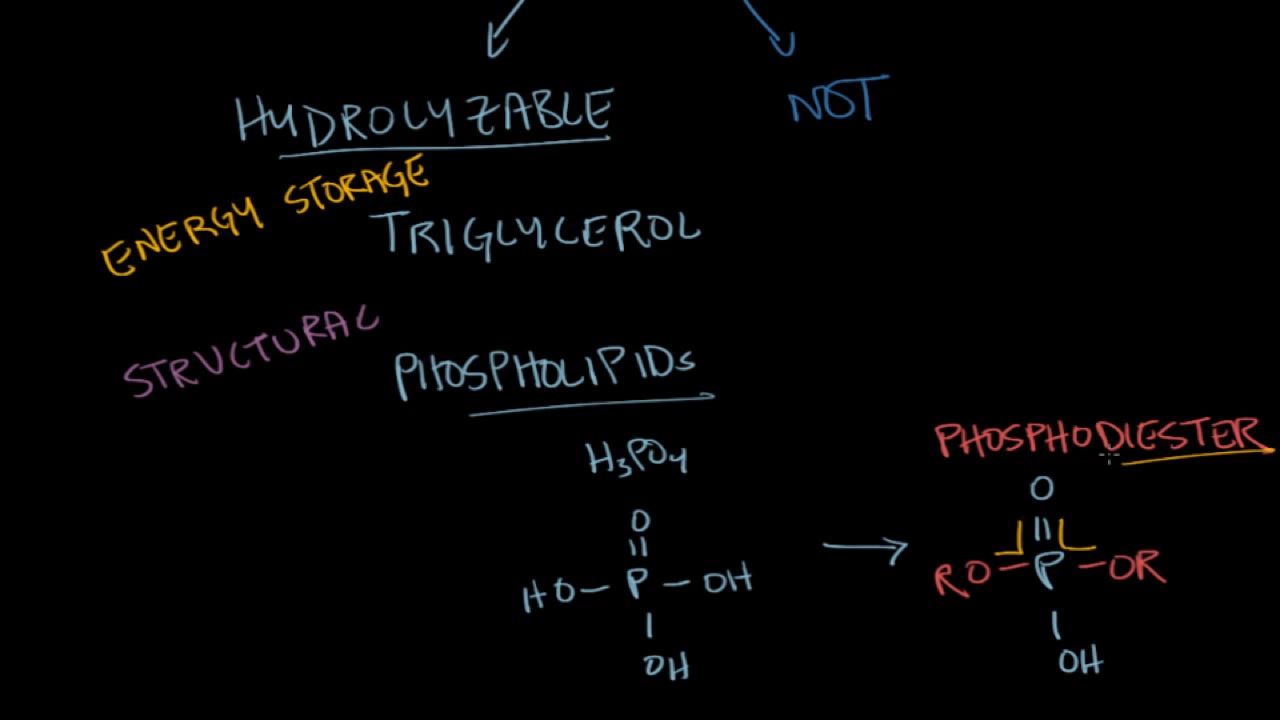 HYDROLYZABLE
NOT
ENERGY STORAGE
TRIGLYCEROL
STRUCTURAL
PHOSPHOLIPIDS
H₃PO₄
PHOSPHODIESTER
O
||
HO – P – OH
|
OH
→
O
||
RO – P – OR
|
OH